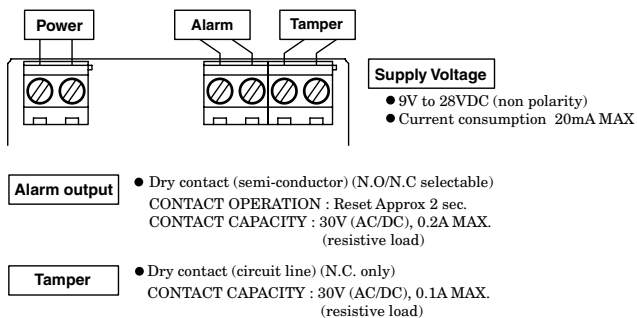 Power
Alarm
Tamper
Supply Voltage
● 9V to 28VDC (non polarity)
● Current consumption 20mA MAX
Alarm output
● Dry contact (semi-conductor) (N.O/N.C selectable)
CONTACT OPERATION : Reset Approx 2 sec.
CONTACT CAPACITY : 30V (AC/DC), 0.2A MAX.
(resistive load)
Tamper
● Dry contact (circuit line) (N.C. only)
CONTACT CAPACITY : 30V (AC/DC), 0.1A MAX.
(resistive load)